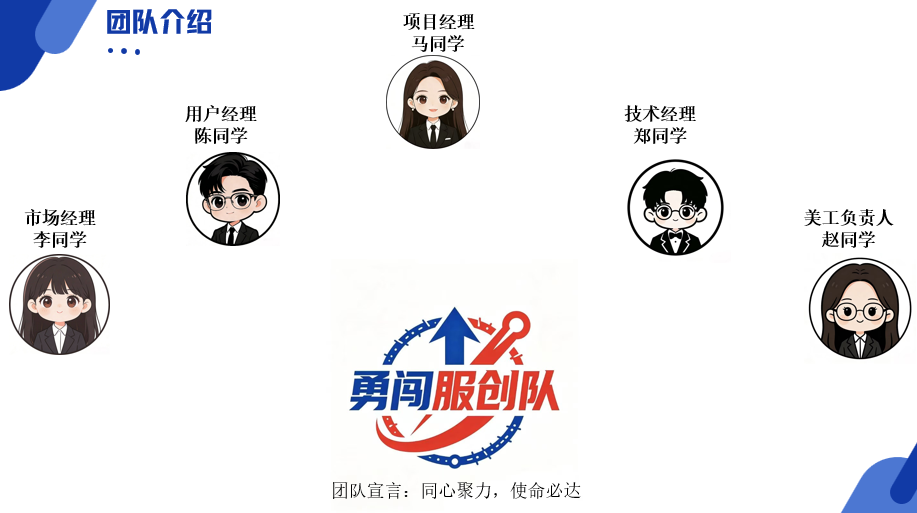 团队介绍
项目经理
马同学
用户经理
陈同学
技术经理
郑同学
市场经理
李同学
美工负责人
赵同学
勇闯服创队
团队宣言：同心聚力，使命必达